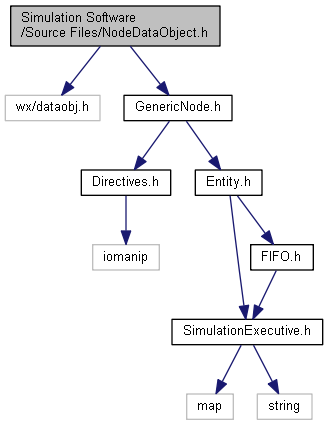 Simulation Software
/Source Files/NodeDataObject.h
wx/dataobj.h
GenericNode.h
Directives.h
Entity.h
iomanip
FIFO.h
SimulationExecutive.h
map
string